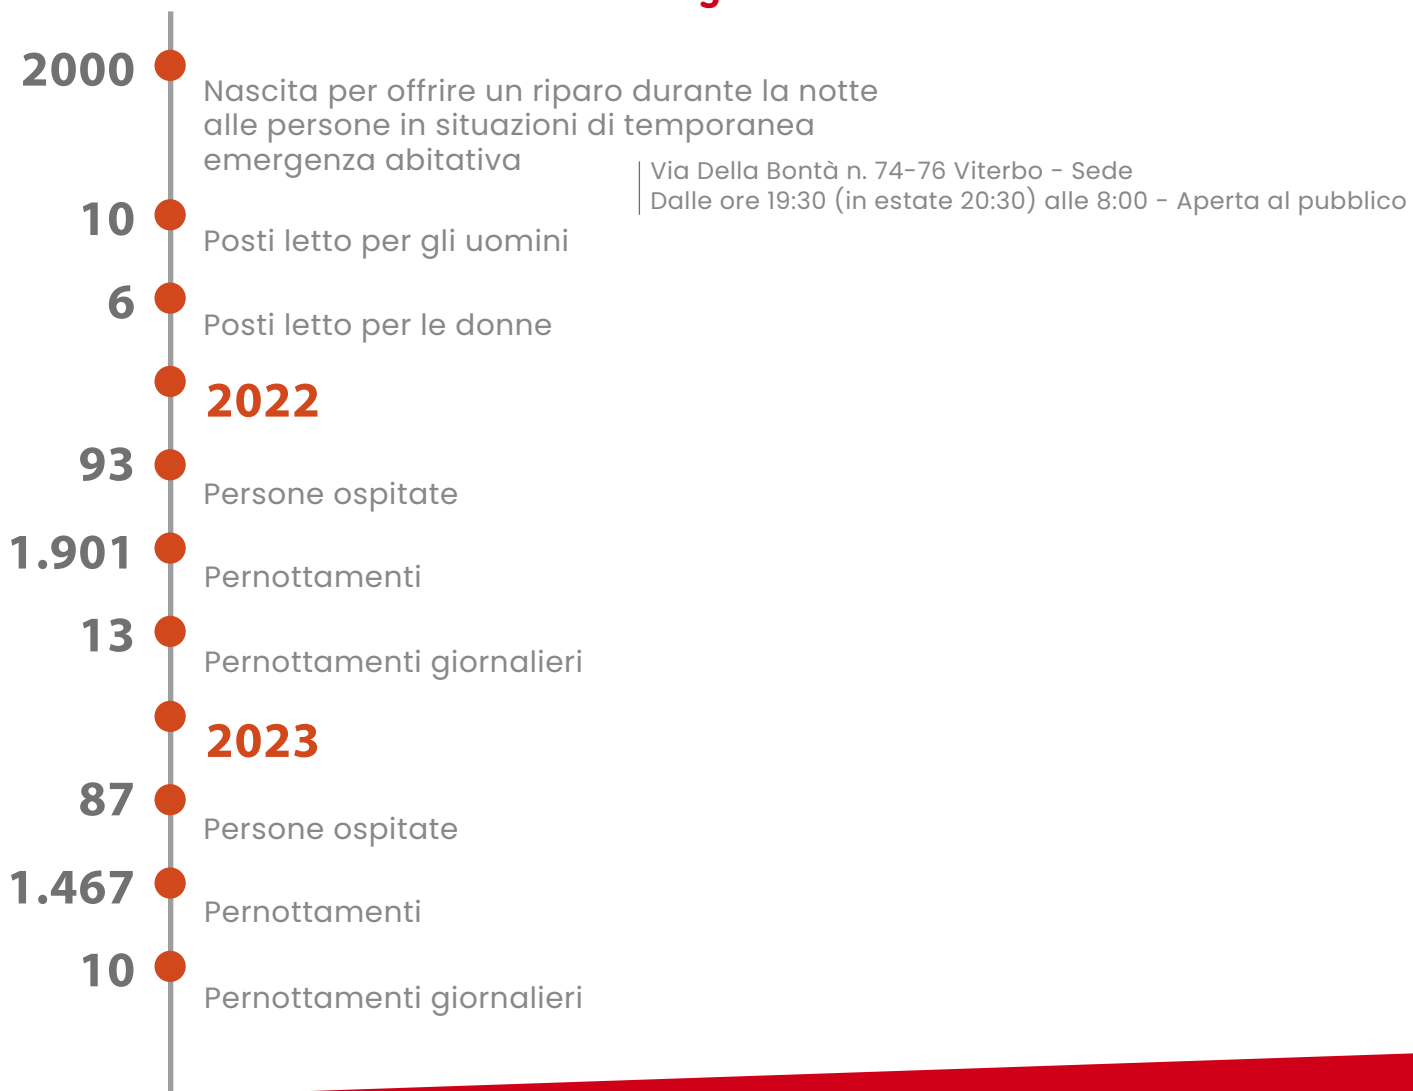 2000
Nascita per offrire un riparo durante la notte
alle persone in situazioni di temporanea
emergenza abitativa
Via Della Bontà n. 74-76 Viterbo - Sede
Dalle ore 19:30 (in estate 20:30) alle 8:00 - Aperta al pubblico
10
Posti letto per gli uomini
6
Posti letto per le donne
2022
93
Persone ospitate
1.901
Pernottamenti
13
Pernottamenti giornalieri
2023
87
Persone ospitate
1.467
Pernottamenti
10
Pernottamenti giornalieri